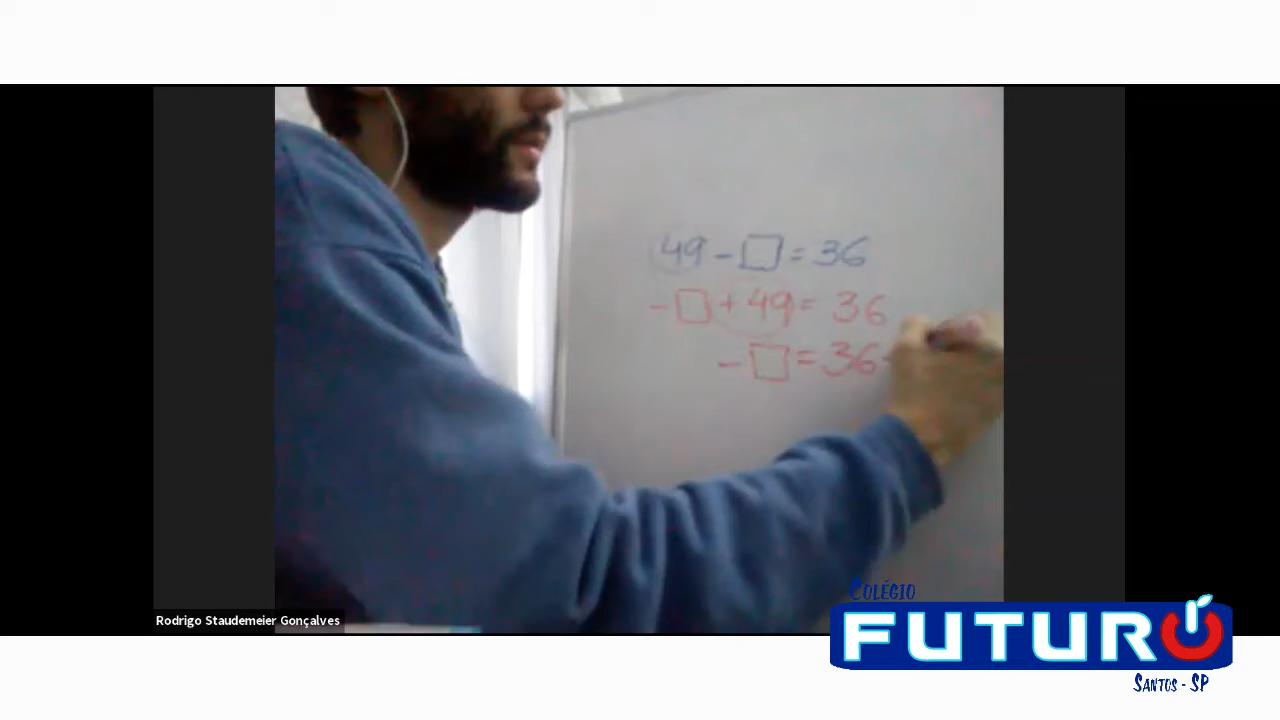 49 - □ = 36
- □ + 49 = 36
- □ = 36 -
Rodrigo Staudemeier Gonçalves
COLÉGIO
FUTURO
SANTOS - SP